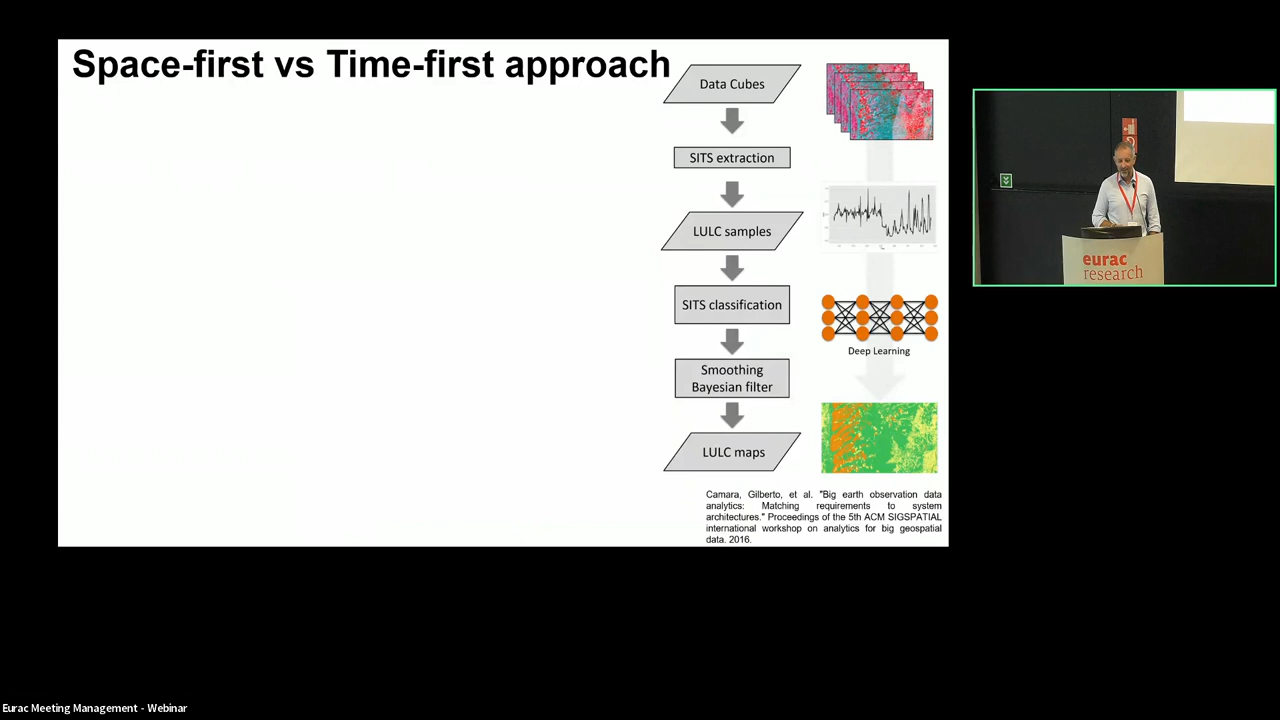 Space-first vs Time-first approach
Data Cubes
SITS extraction
LULC samples
SITS classification
Deep Learning
Smoothing
Bayesian filter
LULC maps
Camara, Gilberto, et al. "Big earth observation data
analytics: Matching requirements to system
architectures." Proceedings of the 5th ACM SIGSPATIAL
international workshop on analytics for big geospatial
data. 2016.
eurac
research
Eurac Meeting Management - Webinar